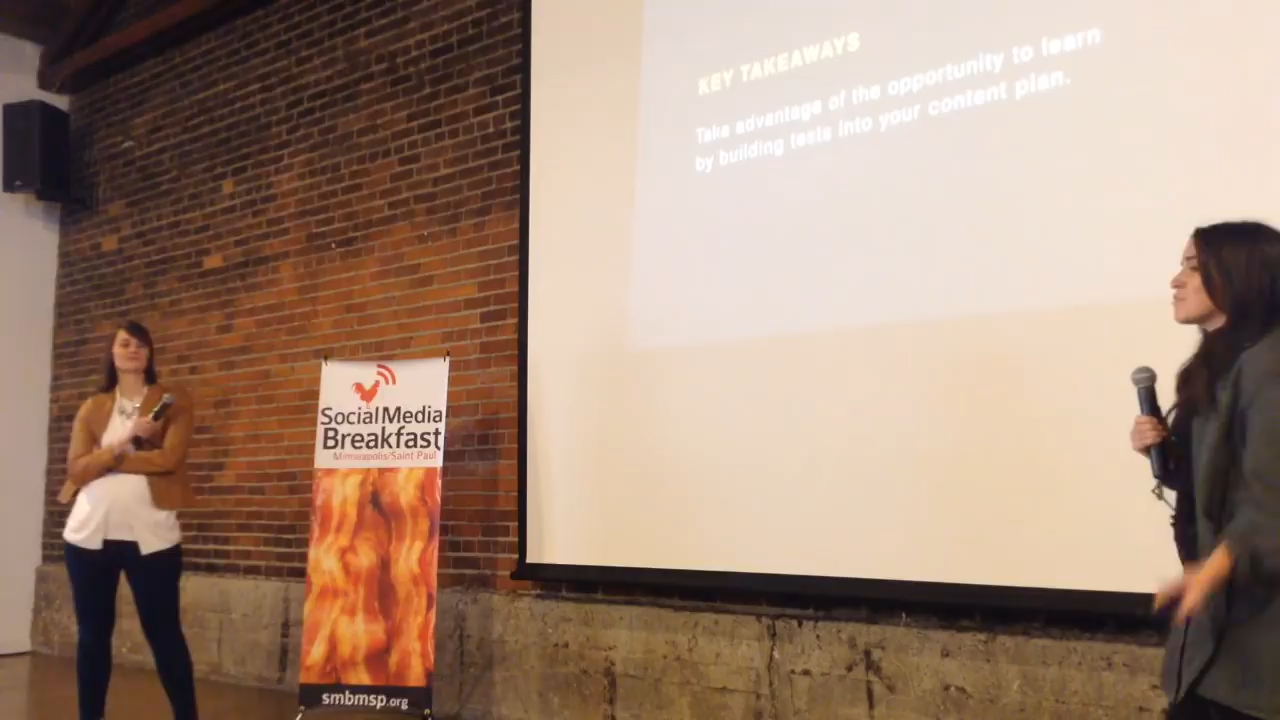 KEY TAKEAWAYS
Take advantage of the opportunity to learn
by building tests into your content plan.
Social Media
Breakfast
Minneapolis/Saint Paul
smbmsp.org